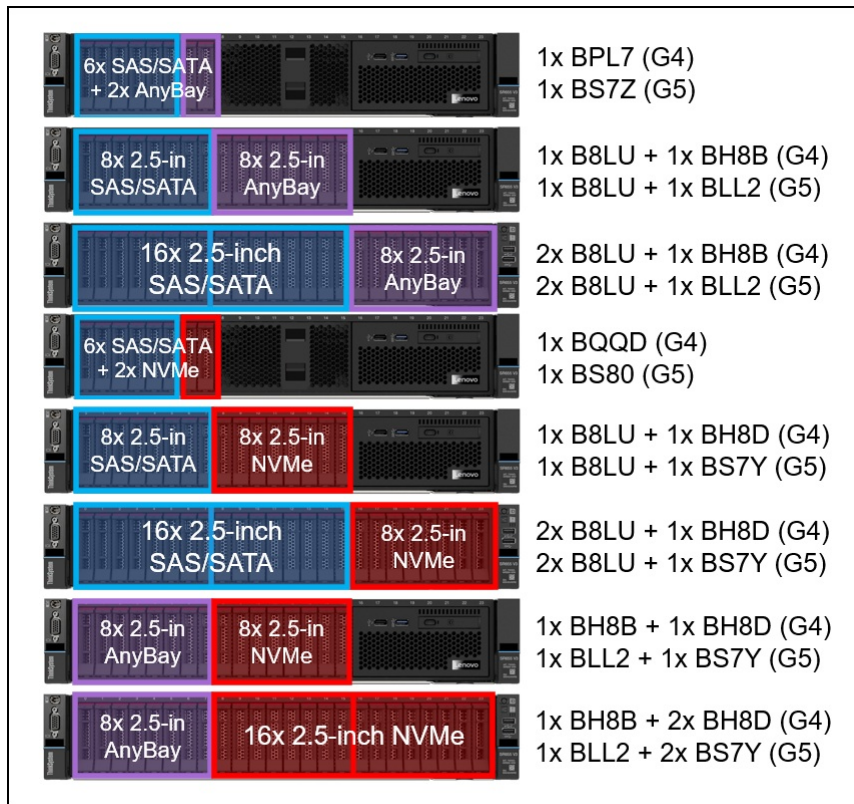 6x SAS/SATA
+ 2x AnyBay
1x BPL7 (G4)
1x BS7Z (G5)
8x 2.5-in
SAS/SATA
8x 2.5-in
AnyBay
1x B8LU + 1x BH8B (G4)
1x B8LU + 1x BLL2 (G5)
16x 2.5-inch
SAS/SATA
8x 2.5-in
AnyBay
2x B8LU + 1x BH8B (G4)
2x B8LU + 1x BLL2 (G5)
6x SAS/SATA
+ 2x NVMe
1x BQQD (G4)
1x BS80 (G5)
8x 2.5-in
SAS/SATA
8x 2.5-in
NVMe
1x B8LU + 1x BH8D (G4)
1x B8LU + 1x BS7Y (G5)
16x 2.5-inch
SAS/SATA
8x 2.5-in
NVMe
2x B8LU + 1x BH8D (G4)
2x B8LU + 1x BS7Y (G5)
8x 2.5-in
AnyBay
8x 2.5-in
NVMe
1x BH8B + 1x BH8D (G4)
1x BLL2 + 1x BS7Y (G5)
8x 2.5-in
AnyBay
16x 2.5-inch NVMe
1x BH8B + 2x BH8D (G4)
1x BLL2 + 2x BS7Y (G5)